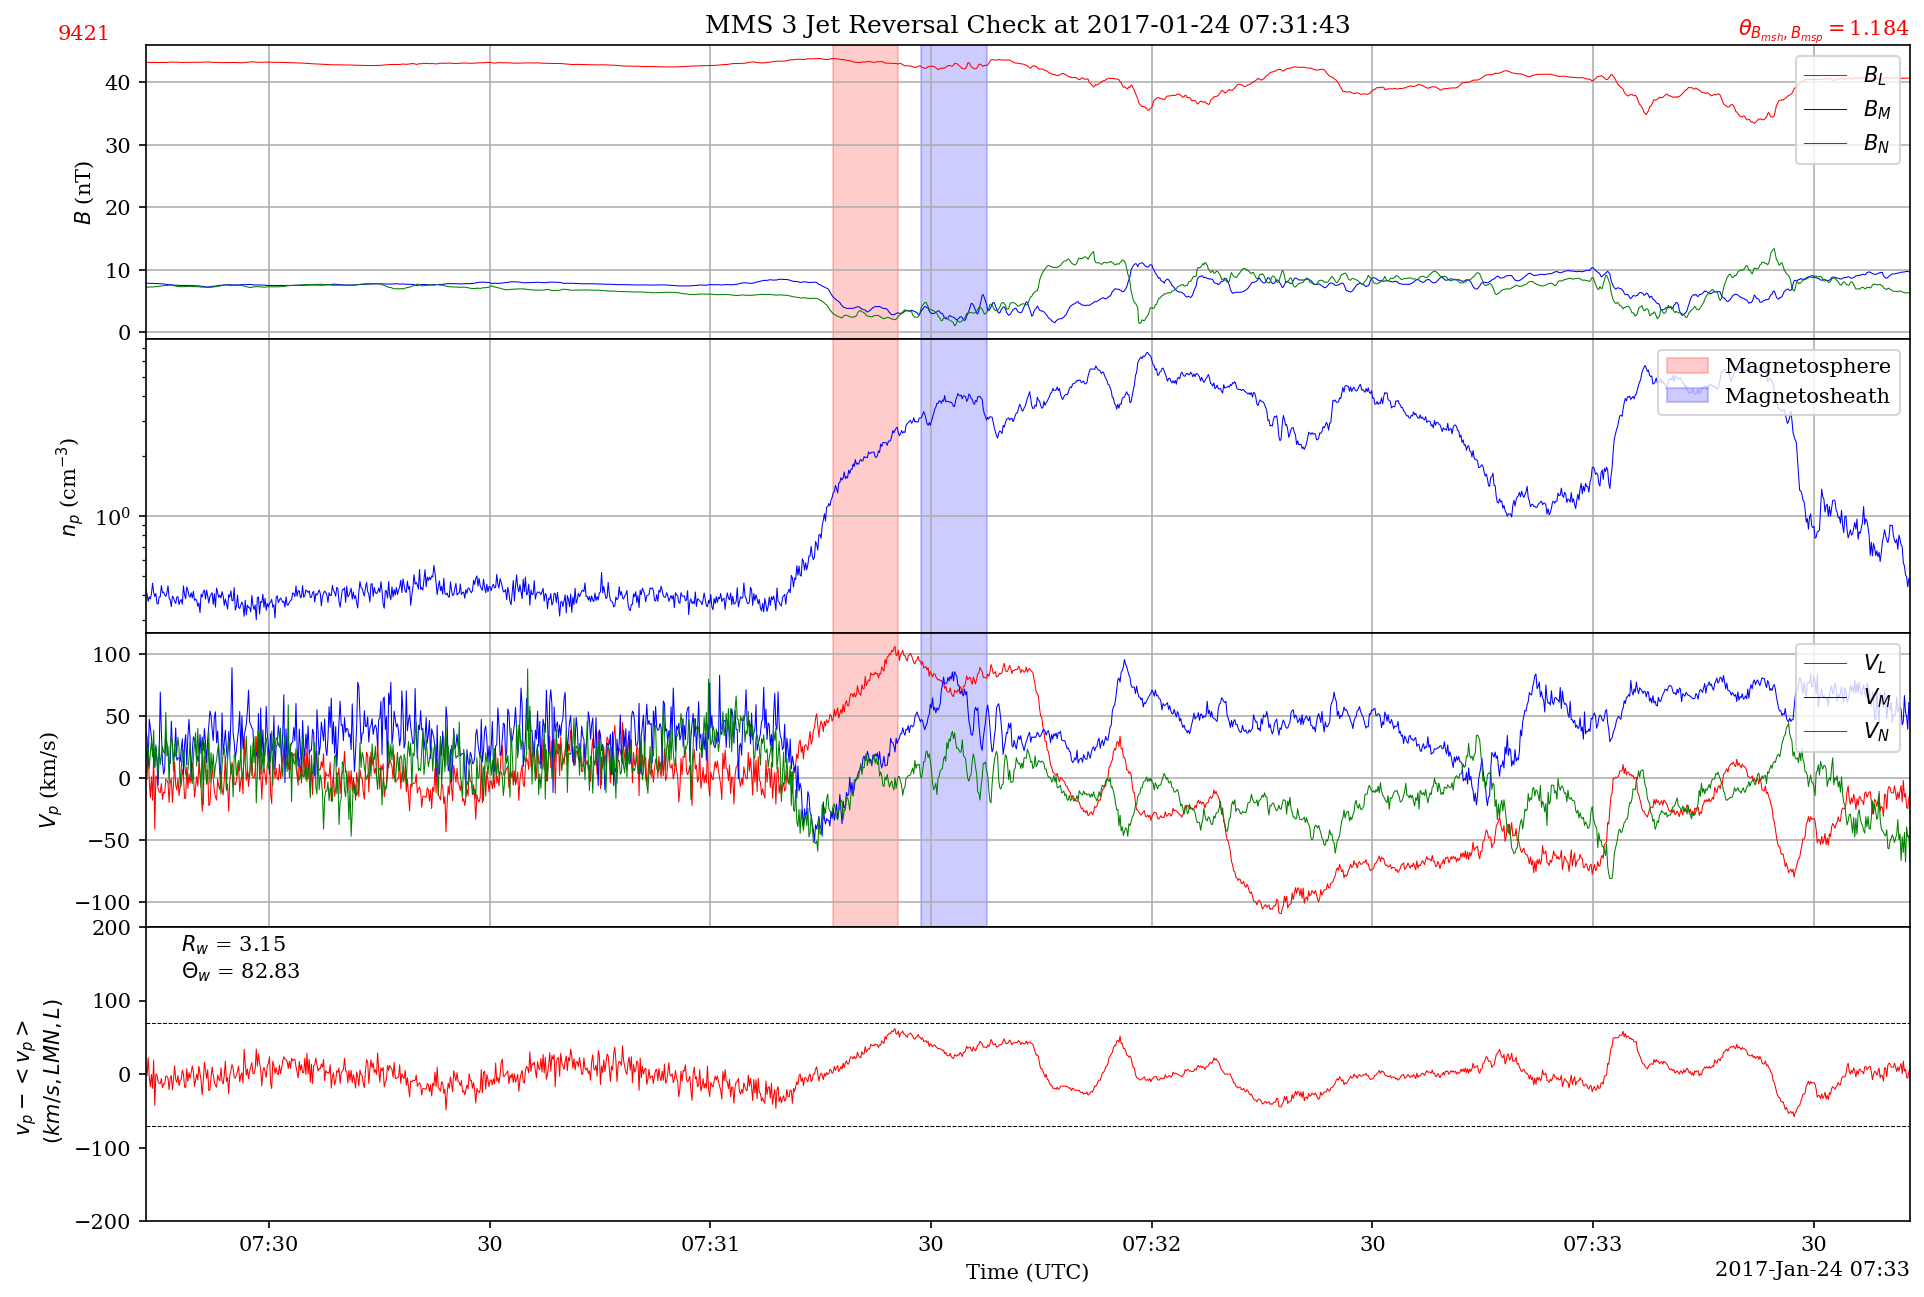 MMS 3 Jet Reversal Check at 2017-01-24 07:31:43
9421
θ_{B_{msh}, B_{msp}} = 1.184
B (nT)
40
30
20
10
0
B_L
B_M
B_N
n_p (cm^{−3})
10^0
Magnetosphere
Magnetosheath
V_p (km/s)
100
50
0
−50
−100
V_L
V_M
V_N
v_p − < v_p >
(km/s, LMN, L)
200
100
0
−100
−200
R_w = 3.15
Θ_w = 82.83
07:30
30
07:31
30
07:32
30
07:33
30
Time (UTC)
2017-Jan-24 07:33